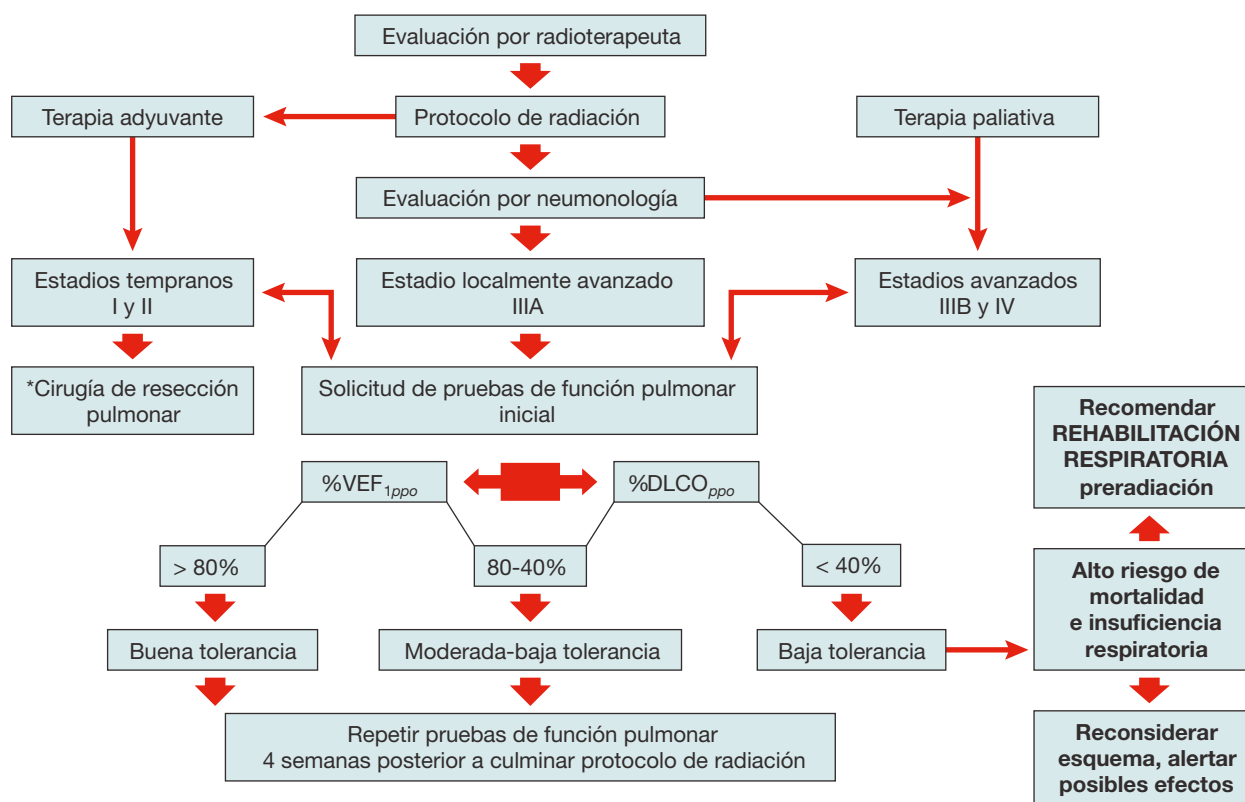 Evaluación por radioterapeuta
Terapia adyuvante
Protocolo de radiación
Terapia paliativa
Evaluación por neumonología
Estadios tempranos
I y II
Estadio localmente avanzado
IIIA
Estadios avanzados
IIIB y IV
*Cirugía de resección
pulmonar
Solicitud de pruebas de función pulmonar
inicial
Recomendar
REHABILITACIÓN
RESPIRATORIA
preradiación
%VEF1ppo
%DLCOppo
> 80%
80-40%
< 40%
Alto riesgo de
mortalidad
e insuficiencia
respiratoria
Buena tolerancia
Moderada-baja tolerancia
Baja tolerancia
Repetir pruebas de función pulmonar
4 semanas posterior a culminar protocolo de radiación
Reconsiderar
esquema, alertar
posibles efectos